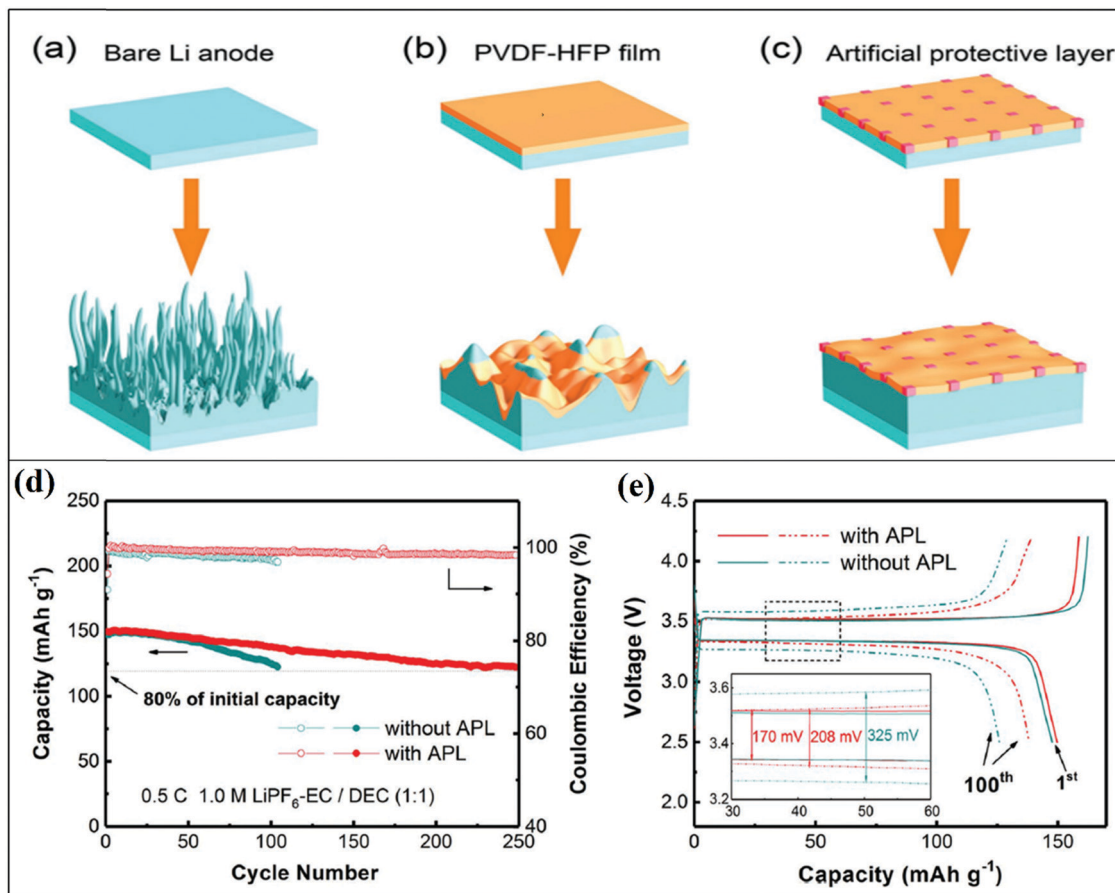 (a) Bare Li anode
(b) PVDF-HFP film
(c) Artificial protective layer
(d)
250
200
150
100
50
0
Capacity (mAh g⁻¹)
80% of initial capacity
without APL
with APL
0.5 C 1.0 M LiPF₆-EC / DEC (1:1)
0 50 100 150 200 250
Cycle Number
100
80
60
40
Coulombic Efficiency (%)
(e)
4.5
4.0
3.5
3.0
2.5
2.0
Voltage (V)
with APL
without APL
3.6
3.4
3.2
170 mV 208 mV 325 mV
30 40 50 60
100ᵗʰ
1ˢᵗ
0 50 100 150
Capacity (mAh g⁻¹)